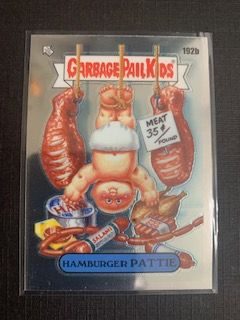 192b
GARBAGE PAIL KIDS
MEAT
35¢
POUND
SALAMI
HAMBURGER PATTIE